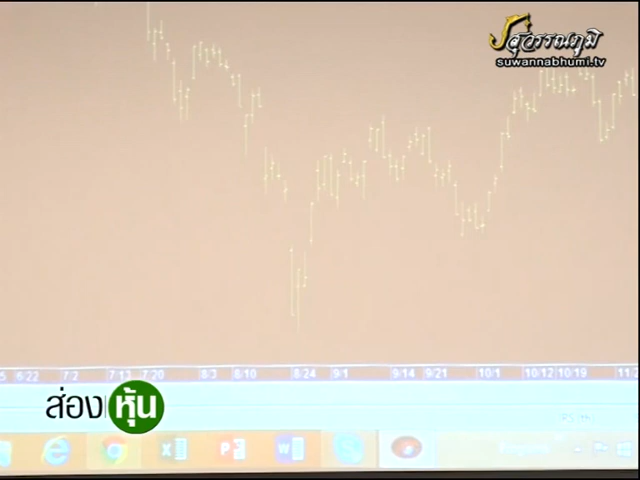 สุวรรณภูมิ
suwannabhumi.tv
6/22 7/2 7/13 7/20 8/3 8/10 8/24 9/1 9/14 9/21 10/1 10/12 10/19
ส่องหุ้น